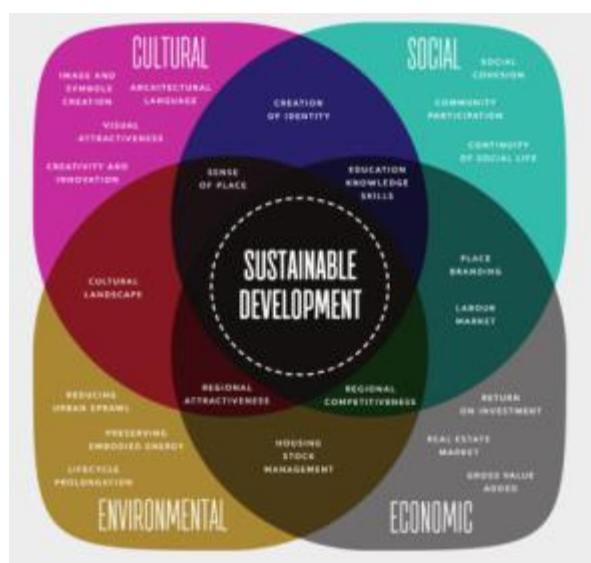 CULTURAL
IMAGE AND
SYMBOLS
CREATION
ARCHITECTURAL
LANGUAGE
VISUAL
ATTRACTIVENESS
CREATIVITY AND
INNOVATION
SOCIAL
SOCIAL
COHESION
COMMUNITY
PARTICIPATION
CONTINUITY
OF SOCIAL LIFE
CREATION
OF IDENTITY
SENSE
OF PLACE
EDUCATION
KNOWLEDGE
SKILLS
SUSTAINABLE
DEVELOPMENT
CULTURAL
LANDSCAPE
PLACE
BRANDING
LABOUR
MARKET
REGIONAL
ATTRACTIVENESS
REGIONAL
COMPETITIVENESS
REDUCING
URBAN SPRAWL
PRESERVING
EMBODIED ENERGY
LIFECYCLE
PROLONGATION
ENVIRONMENTAL
HOUSING
STOCK
MANAGEMENT
RETURN
ON INVESTMENT
REAL ESTATE
MARKET
GROSS VALUE
ADDED
ECONOMIC